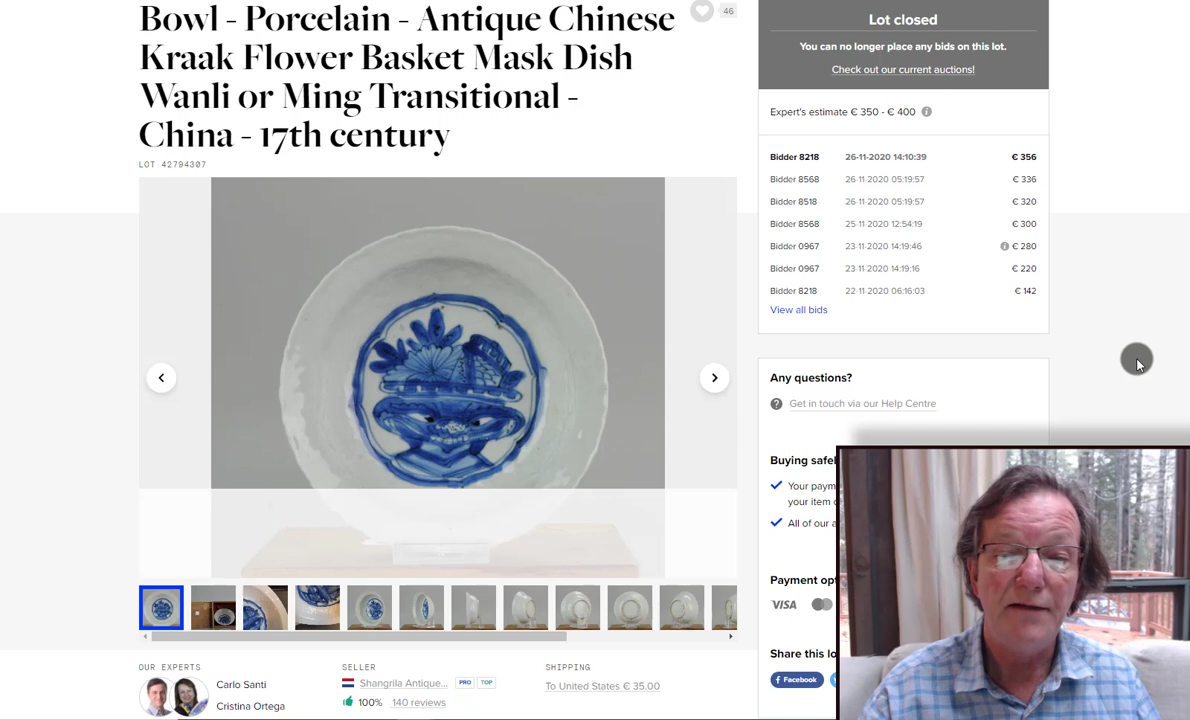 Bowl - Porcelain - Antique Chinese
Kraak Flower Basket Mask Dish
Wanli or Ming Transitional -
China - 17th century
46
LOT 42794307
Lot closed
You can no longer place any bids on this lot.
Check out our current auctions!
Expert's estimate € 350 - € 400
Bidder 8218 26-11-2020 14:10:39 € 356
Bidder 8568 26-11-2020 05:19:57 € 336
Bidder 8518 26-11-2020 05:19:57 € 320
Bidder 8568 25-11-2020 12:54:19 € 300
Bidder 0967 23-11-2020 14:19:46 € 280
Bidder 0967 23-11-2020 14:19:16 € 220
Bidder 8218 22-11-2020 06:16:03 € 142
View all bids
Any questions?
Get in touch via our Help Centre
Buying safel
Your paym
your item
All of our a
Payment opt
VISA
Share this lo
Facebook
OUR EXPERTS
Carlo Santi
Cristina Ortega
SELLER
Shangrila Antique... PRO TOP
100% 140 reviews
SHIPPING
To United States € 35.00